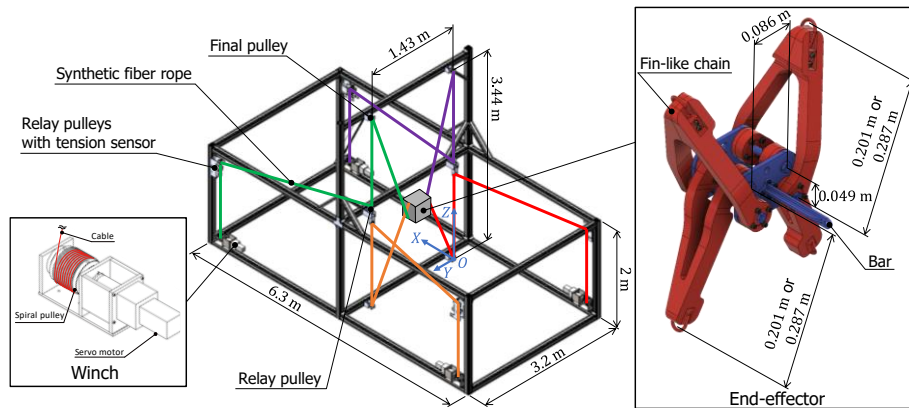 Final pulley
Synthetic fiber rope
Relay pulleys
with tension sensor
1.43 m
3.44 m
Z
X
Y
O
6.3 m
3.2 m
2 m
Relay pulley
Cable
Spiral pulley
Servo motor
Winch
0.086 m
Fin-like chain
0.201 m or
0.287 m
0.049 m
Bar
0.201 m or
0.287 m
End-effector